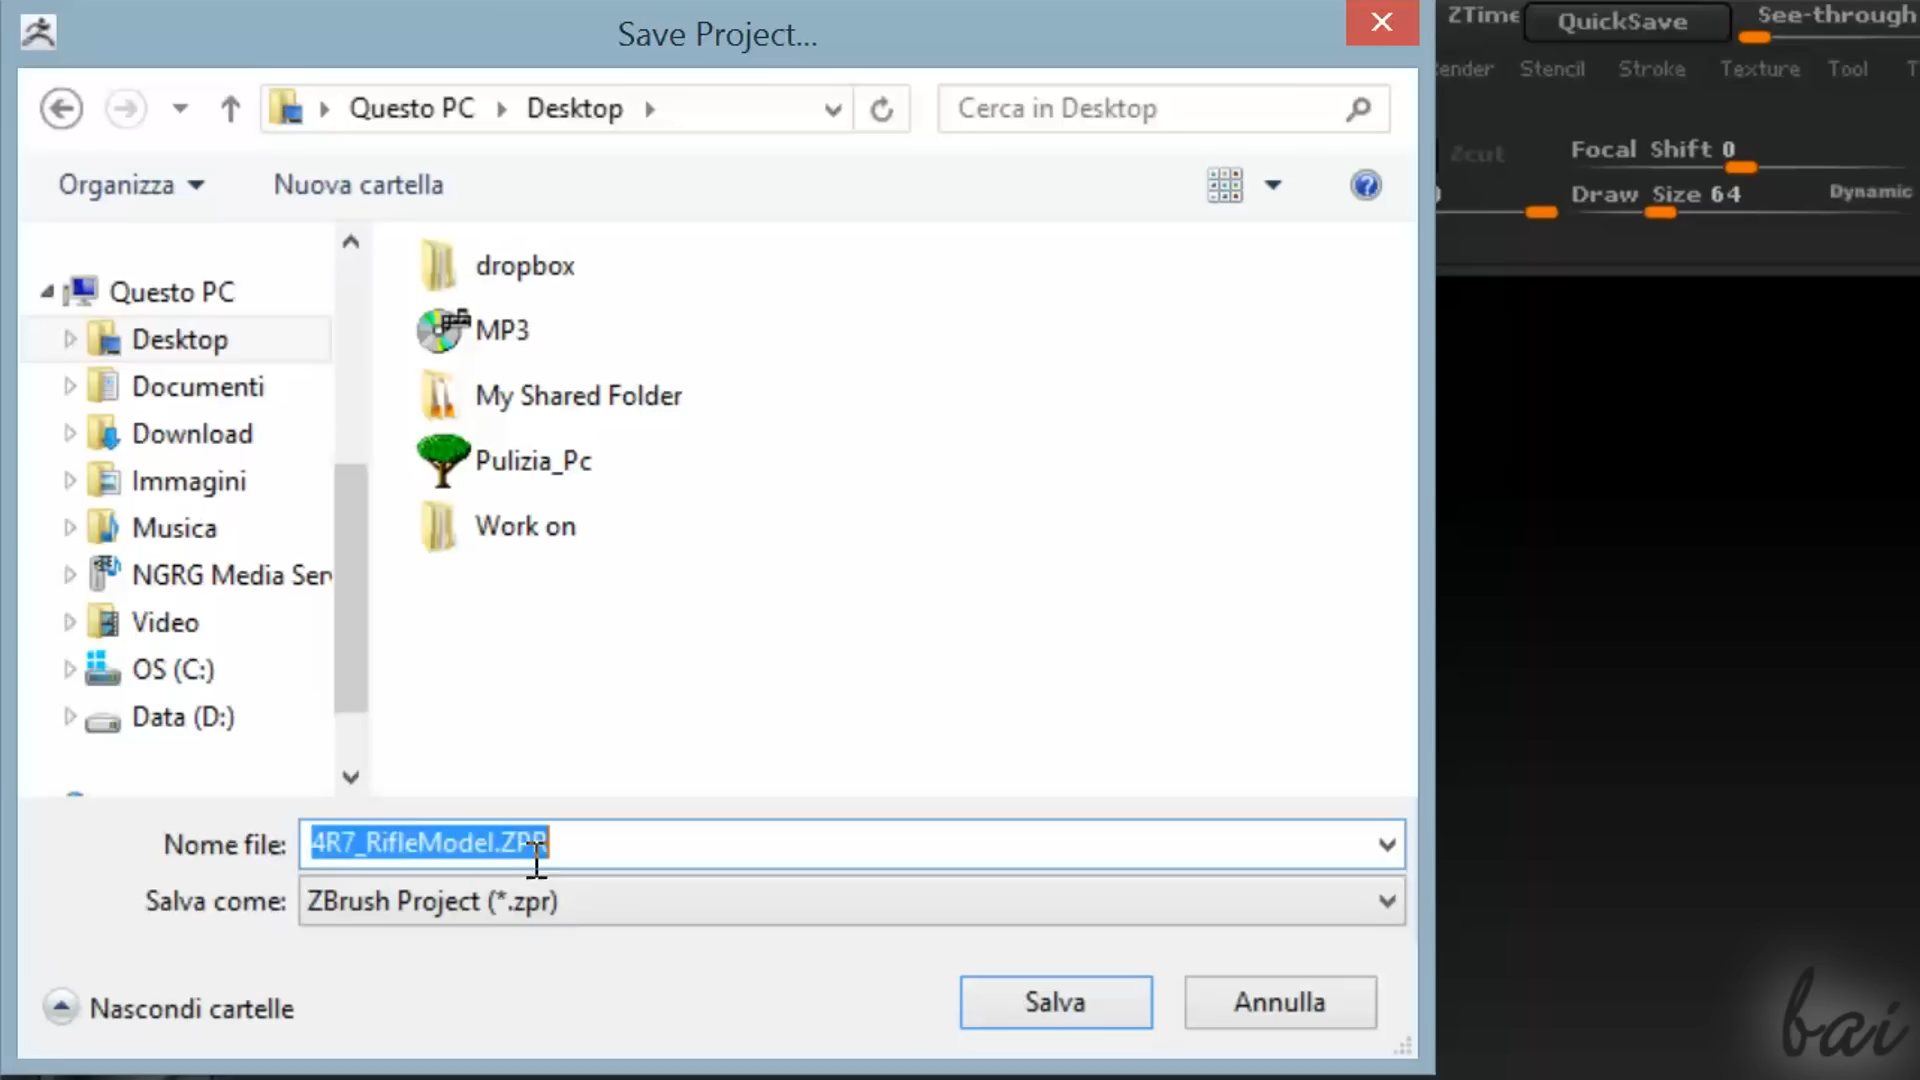 Save Project...
ZTime
QuickSave
See-through
Stencil
Stroke
Texture
Tool
Questo PC
Desktop
Cerca in Desktop
Zcut
Focal Shift 0
Organizza
Nuova cartella
Draw Size 64
Dynamic
dropbox
Questo PC
MP3
Desktop
Documenti
My Shared Folder
Download
Pulizia_Pc
Immagini
Musica
Work on
NGRG Media Ser
Video
OS (C:)
Data (D:)
Nome file: 4R7_RifleModel.ZPR
Salva come: ZBrush Project (*.zpr)
Nascondi cartelle
Salva
Annulla
bai